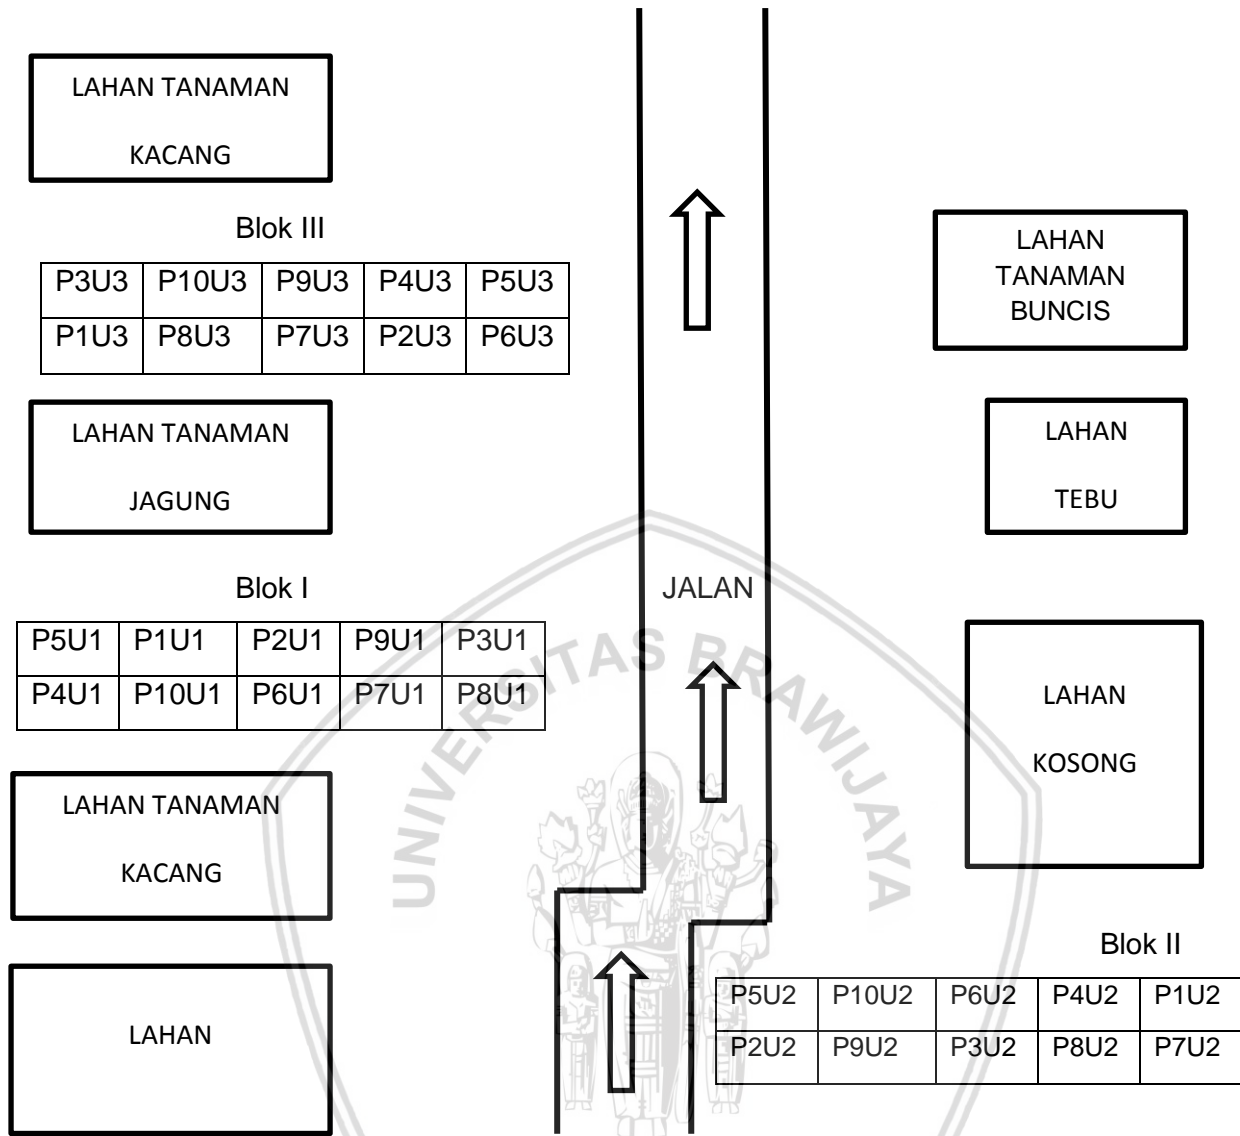 LAHAN TANAMAN
KACANG
Blok III
P3U3 P10U3 P9U3 P4U3 P5U3
P1U3 P8U3 P7U3 P2U3 P6U3
LAHAN TANAMAN
JAGUNG
Blok I
P5U1 P1U1 P2U1 P9U1 P3U1
P4U1 P10U1 P6U1 P7U1 P8U1
LAHAN TANAMAN
KACANG
LAHAN
JALAN
LAHAN
TANAMAN
BUNCIS
LAHAN
TEBU
LAHAN
KOSONG
Blok II
P5U2 P10U2 P6U2 P4U2 P1U2
P2U2 P9U2 P3U2 P8U2 P7U2
UNIVERSITAS BRAWIJAYA